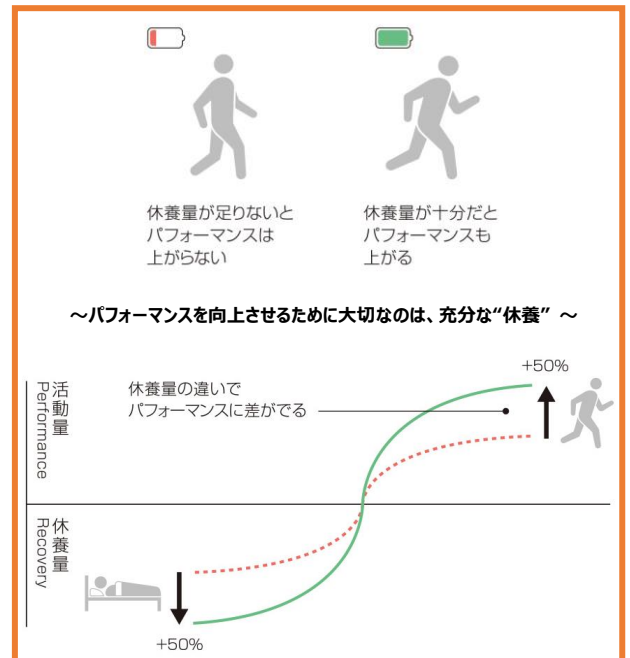 休養量が足りないと
パフォーマンスは
上がらない
休養量が十分だと
パフォーマンスも
上がる
～パフォーマンスを向上させるために大切なのは、充分な“休養” ～
+50%
活動量
Performance
休養量の違いで
パフォーマンスに差がでる
休養量
Recovery
+50%